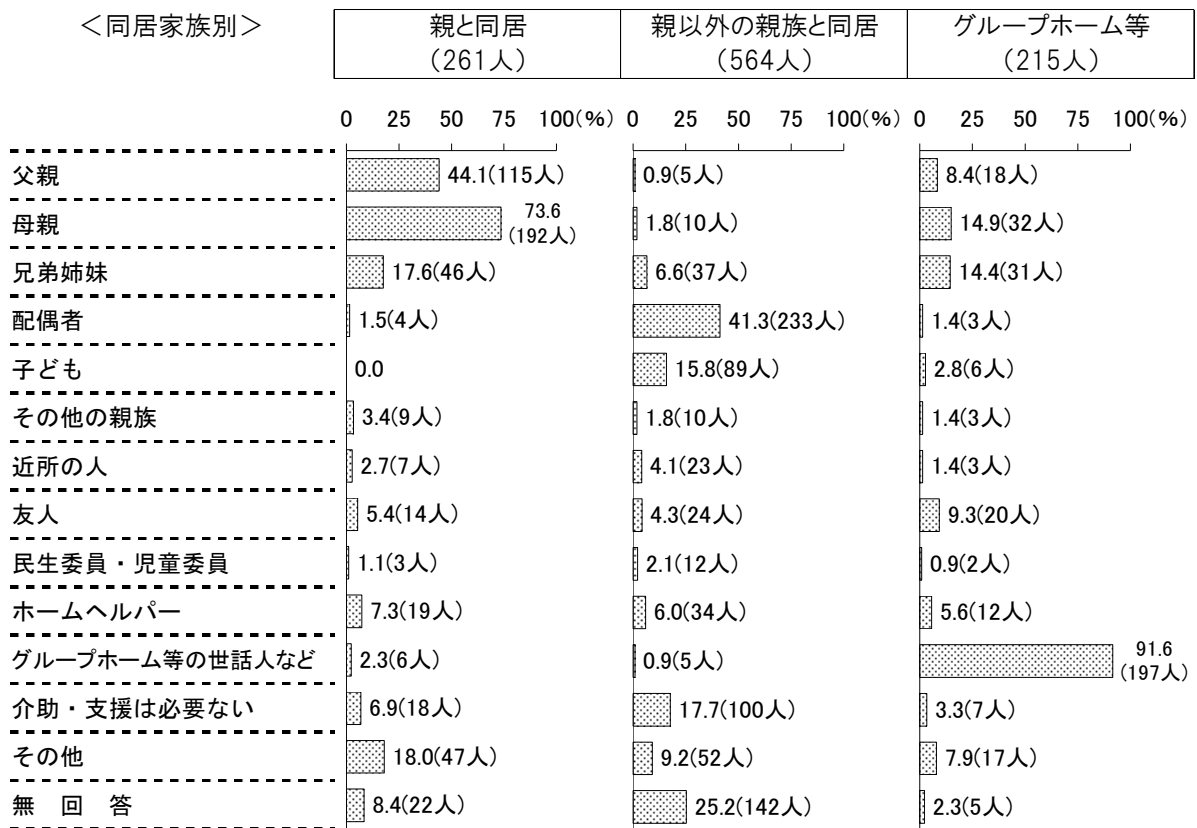 ＜同居家族別＞ 親と同居 親以外の親族と同居 グループホーム等
（261人） （564人） （215人）
0 25 50 75 100(%) 0 25 50 75 100(%) 0 25 50 75 100(%)
父親 44.1(115人) 0.9(5人) 8.4(18人)
母親 73.6(192人) 1.8(10人) 14.9(32人)
兄弟姉妹 17.6(46人) 6.6(37人) 14.4(31人)
配偶者 1.5(4人) 41.3(233人) 1.4(3人)
子ども 0.0 15.8(89人) 2.8(6人)
その他の親族 3.4(9人) 1.8(10人) 1.4(3人)
近所の人 2.7(7人) 4.1(23人) 1.4(3人)
友人 5.4(14人) 4.3(24人) 9.3(20人)
民生委員・児童委員 1.1(3人) 2.1(12人) 0.9(2人)
ホームヘルパー 7.3(19人) 6.0(34人) 5.6(12人)
グループホーム等の世話人など 2.3(6人) 0.9(5人) 91.6(197人)
介助・支援は必要ない 6.9(18人) 17.7(100人) 3.3(7人)
その他 18.0(47人) 9.2(52人) 7.9(17人)
無　回　答 8.4(22人) 25.2(142人) 2.3(5人)